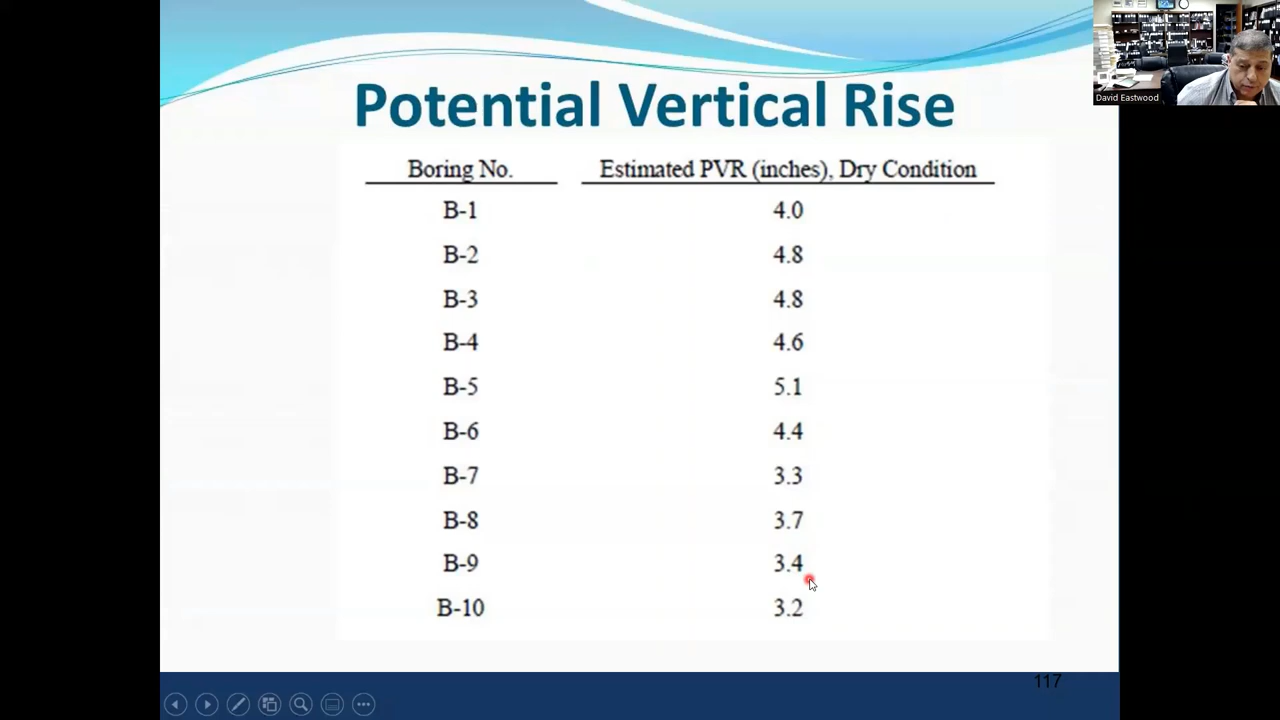 Potential Vertical Rise
David Eastwood
Boring No. Estimated PVR (inches), Dry Condition
B-1 4.0
B-2 4.8
B-3 4.8
B-4 4.6
B-5 5.1
B-6 4.4
B-7 3.3
B-8 3.7
B-9 3.4
B-10 3.2
117